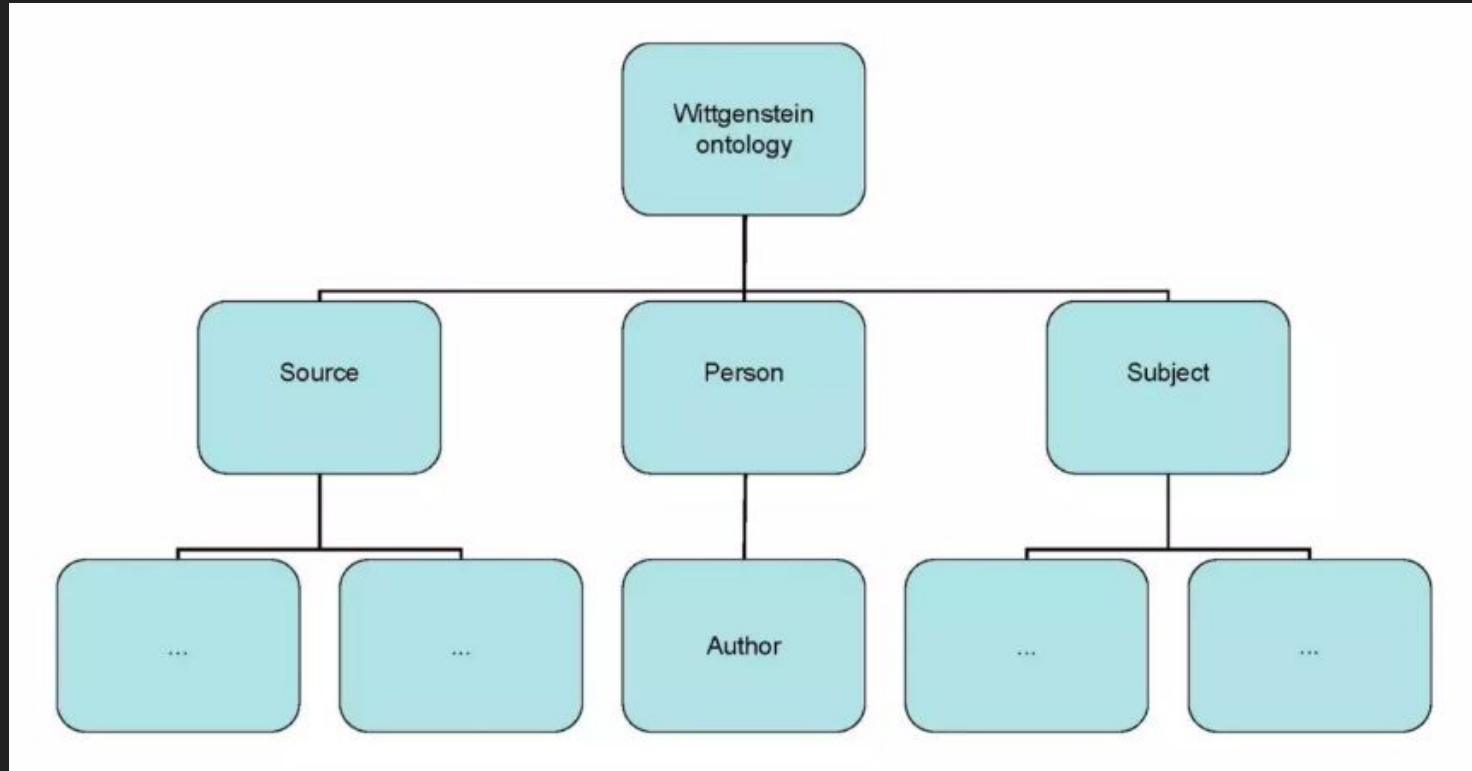 Wittgenstein
ontology
Source
Person
Subject
...
...
Author
...
...